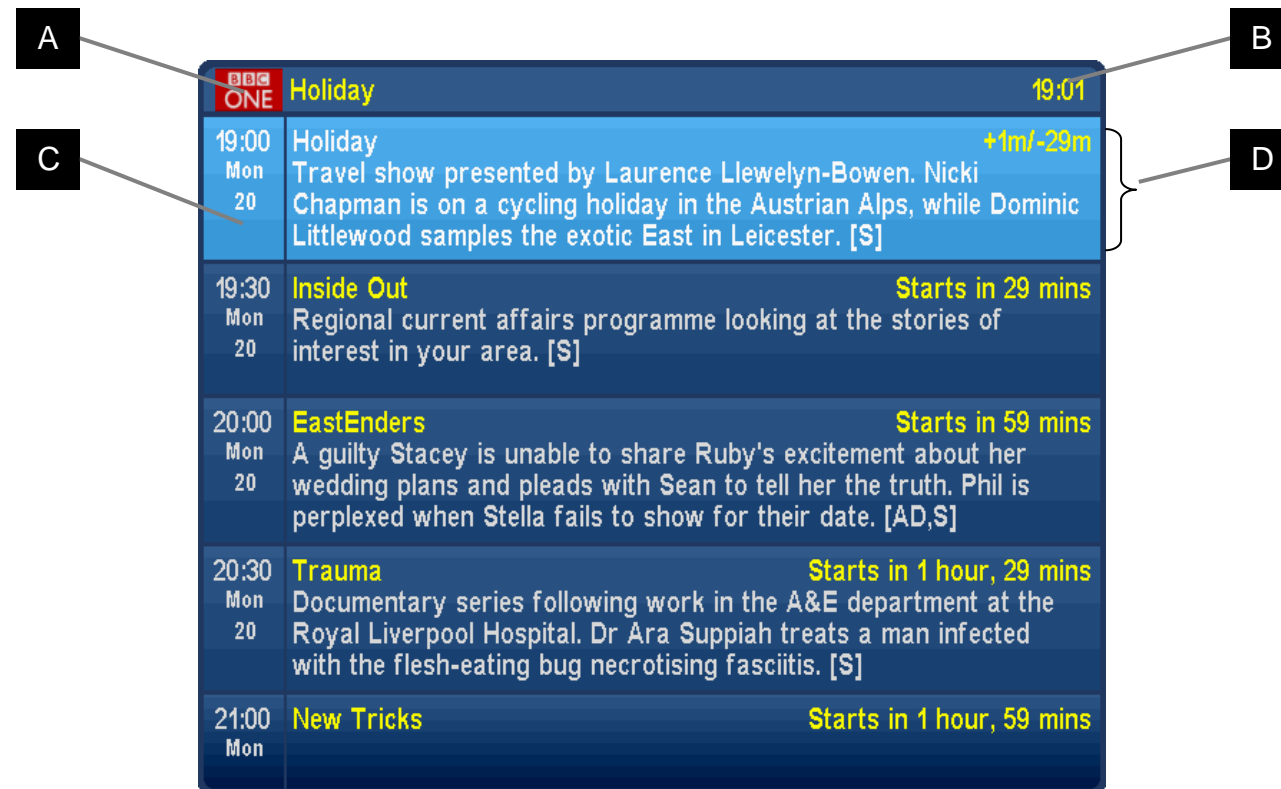 A
B
BBC
ONE
Holiday
19:01
C
D
19:00
Mon
20
Holiday +1m/-29m
Travel show presented by Laurence Llewelyn-Bowen. Nicki
Chapman is on a cycling holiday in the Austrian Alps, while Dominic
Littlewood samples the exotic East in Leicester. [S]
19:30
Mon
20
Inside Out Starts in 29 mins
Regional current affairs programme looking at the stories of
interest in your area. [S]
20:00
Mon
20
EastEnders Starts in 59 mins
A guilty Stacey is unable to share Ruby's excitement about her
wedding plans and pleads with Sean to tell her the truth. Phil is
perplexed when Stella fails to show for their date. [AD,S]
20:30
Mon
20
Trauma Starts in 1 hour, 29 mins
Documentary series following work in the A&E department at the
Royal Liverpool Hospital. Dr Ara Suppiah treats a man infected
with the flesh-eating bug necrotising fasciitis. [S]
21:00
Mon
New Tricks Starts in 1 hour, 59 mins